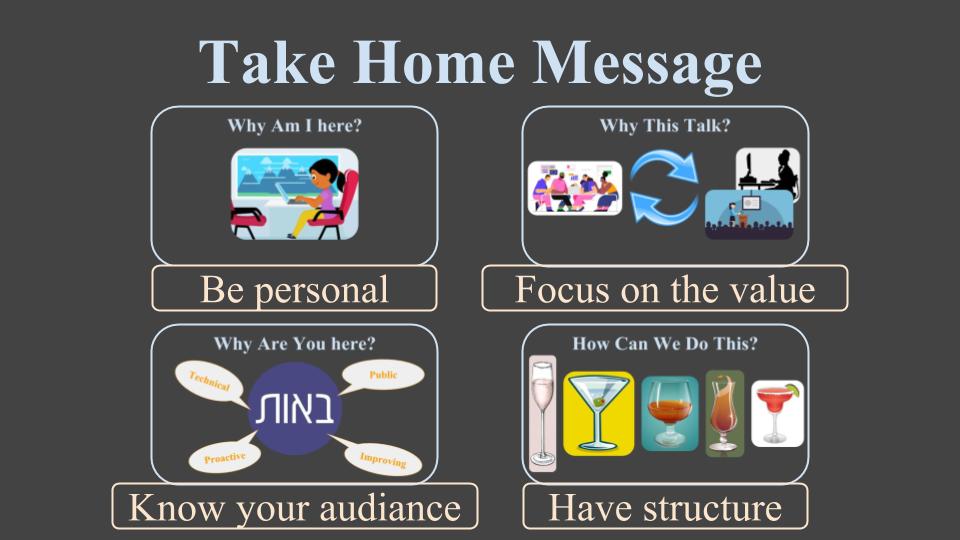 Take Home Message
Why Am I here?
Be personal
Why This Talk?
Focus on the value
Why Are You here?
Technical
Public
באות
Proactive
Improving
Know your audiance
How Can We Do This?
Have structure